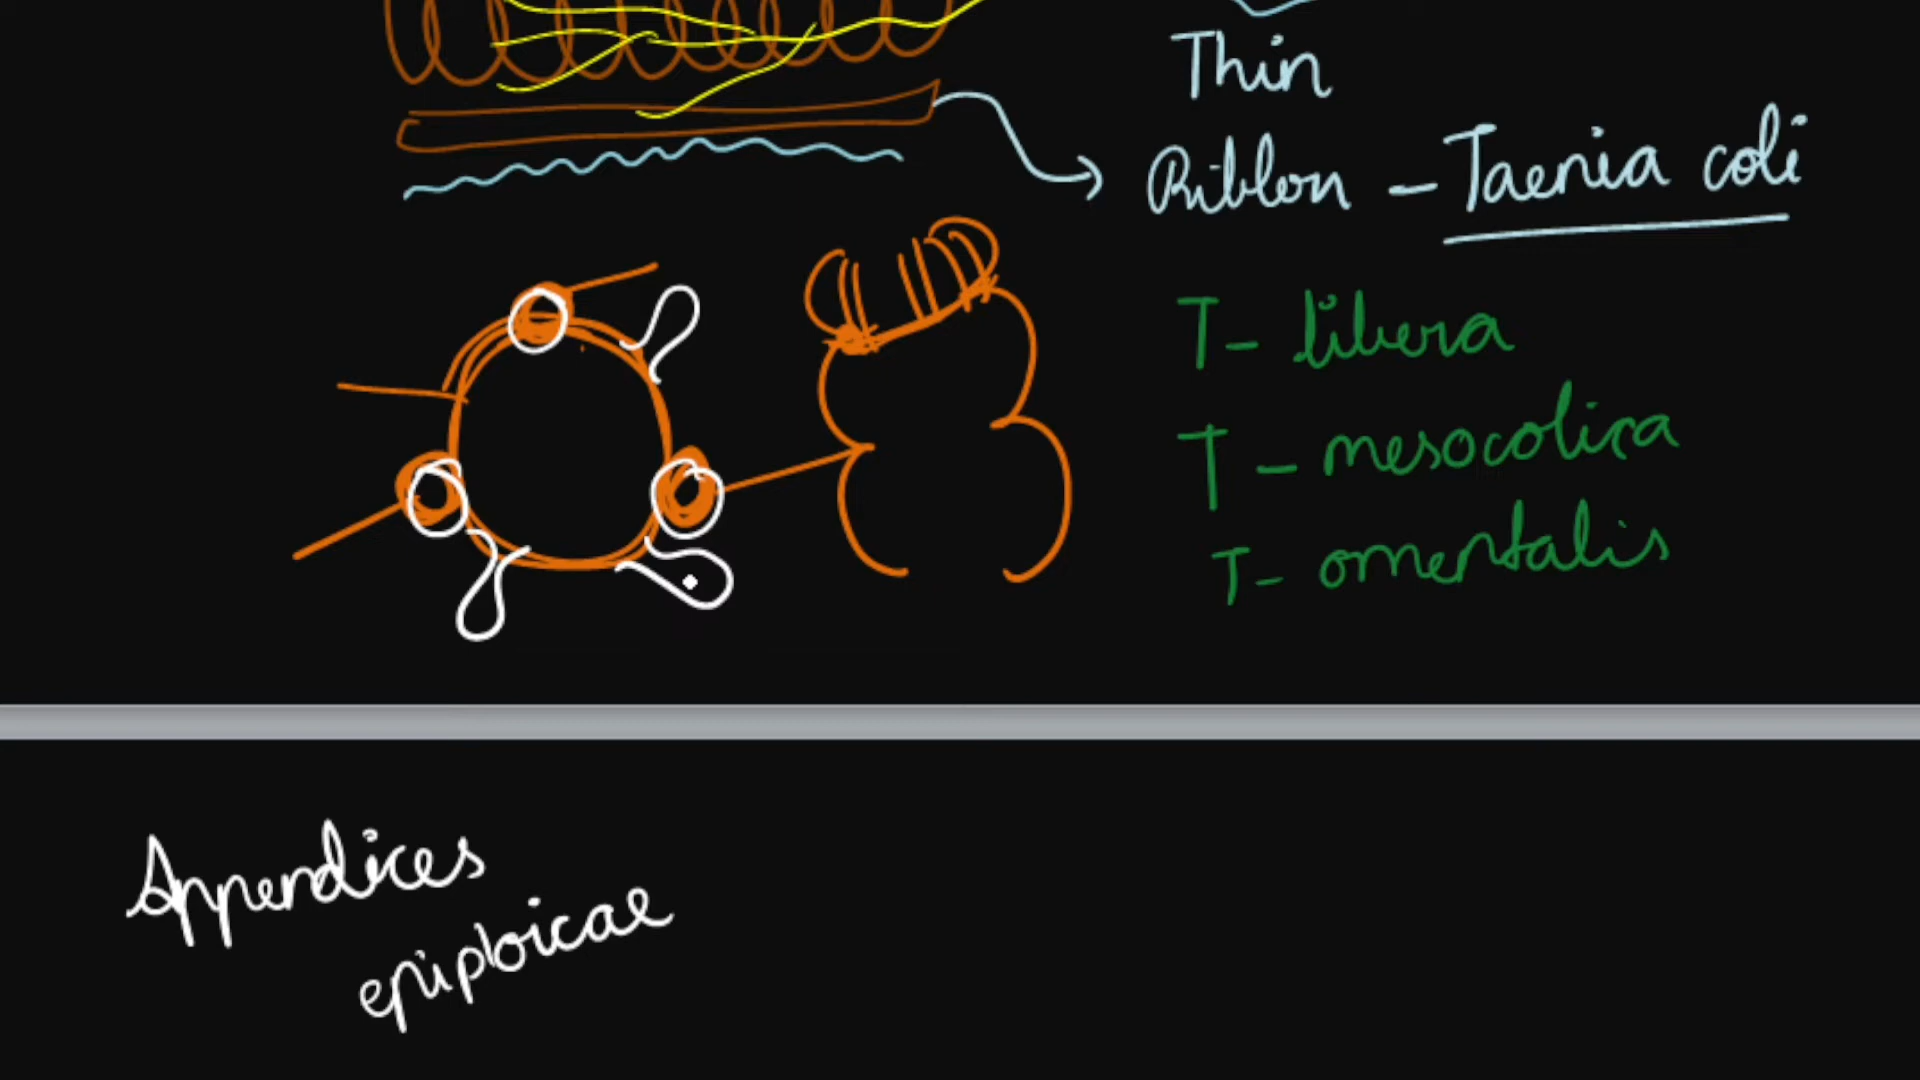 Thin
Ribbon - Taenia coli
T- libera
T - mesocolica
T- omentalis
Appendices
epiploicae